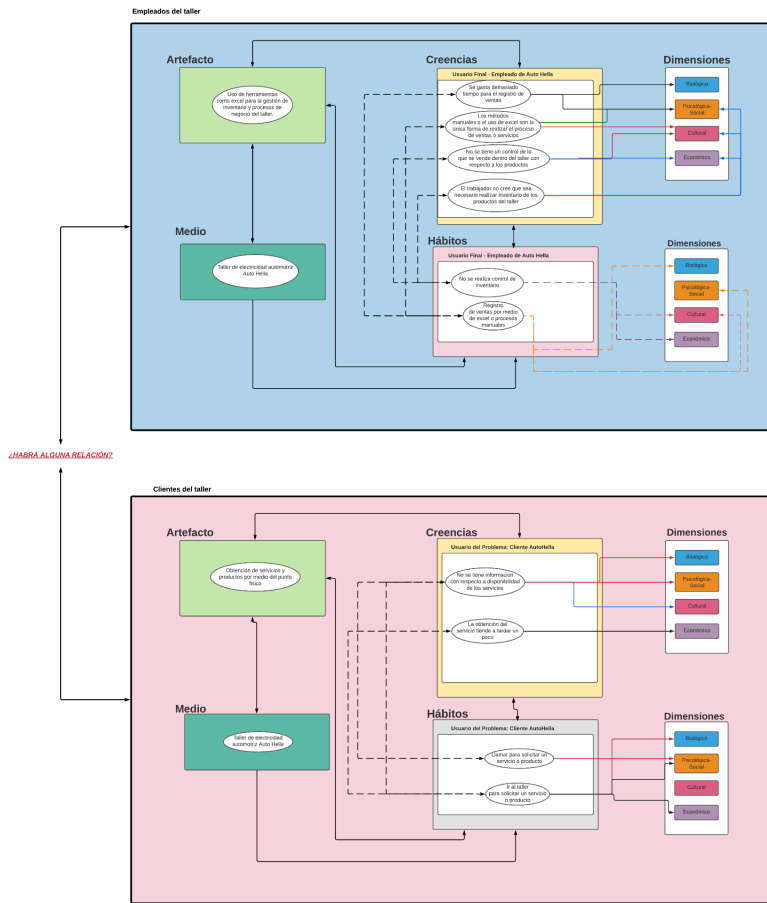 Empleados del taller
Artefacto
Uso de herramientas
como excel para la gestión de
inventario y procesos de
negocio del taller.
Medio
Taller de electricidad automotriz
Auto Hella
Creencias
Usuario Final - Empleado de Auto Hella
Se gasta demasiado
tiempo para el registro de
ventas
Los métodos
manuales o el uso de excel son la
única forma de realizar el proceso
de ventas o servicios
No se tiene un control de lo
que se vende dentro del taller con
respecto a los productos
El trabajador no cree que sea
necesario realizar inventario de los
productos del taller
Dimensiones
Biológico
Psicológica-
Social
Cultural
Económico
Hábitos
Usuario Final - Empleado de Auto Hella
No se realiza control de
inventario
Registro
de ventas por medio
de excel o procesos
manuales
Dimensiones
Biológico
Psicológica-
Social
Cultural
Económico
¿HABRÁ ALGUNA RELACIÓN?
Clientes del taller
Artefacto
Obtención de servicios y
productos por medio del punto
físico
Medio
Taller de electricidad
automotriz Auto Hella
Creencias
Usuario del Problema: Cliente AutoHella
No se tiene informacion
con respecto a disponibilidad
de los servicios
La obtención del
servicio tiende a tardar un
poco
Dimensiones
Biológico
Psicológica-
Social
Cultural
Económico
Hábitos
Usuario del Problema: Cliente AutoHella
Llamar para solicitar un
servicio o producto
Ir al taller
para solicitar un servicio
o producto
Dimensiones
Biológico
Psicológica-
Social
Cultural
Económico